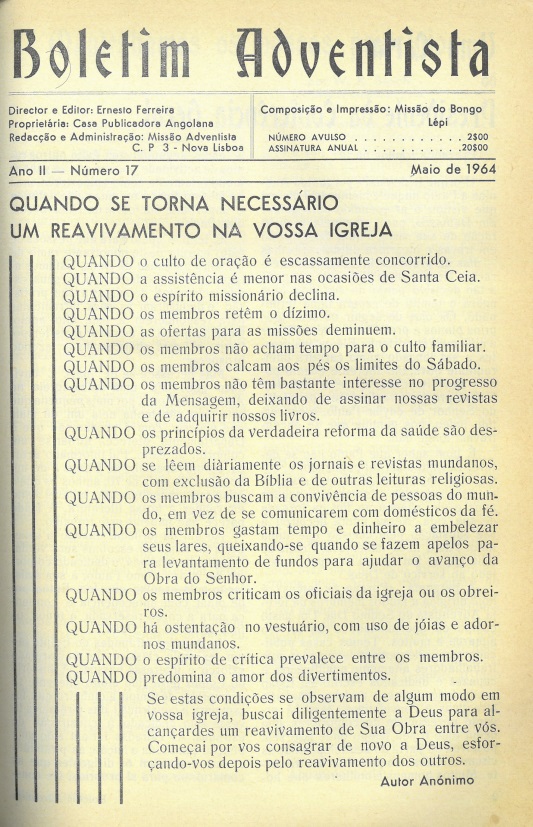 Boletim Adventista
Director e Editor: Ernesto Ferreira
Proprietária: Casa Publicadora Angolana
Redacção e Administração: Missão Adventista
C. P 3 - Nova Lisboa
Composição e Impressão: Missão do Bongo
Lépi
NÚMERO AVULSO . . . . . . . . . . . 2$00
ASSINATURA ANUAL . . . . . . . . . . 20$00
Ano II — Número 17
Maio de 1964
QUANDO SE TORNA NECESSÁRIO
UM REAVIVAMENTO NA VOSSA IGREJA
QUANDO o culto de oração é escassamente concorrido.
QUANDO a assistência é menor nas ocasiões de Santa Ceia.
QUANDO o espírito missionário declina.
QUANDO os membros retêm o dízimo.
QUANDO as ofertas para as missões deminuem.
QUANDO os membros não acham tempo para o culto familiar.
QUANDO os membros calcam aos pés os limites do Sábado.
QUANDO os membros não têm bastante interesse no progresso
da Mensagem, deixando de assinar nossas revistas
e de adquirir nossos livros.
QUANDO os princípios da verdadeira reforma da saúde são des-
prezados.
QUANDO se lêem diàriamente os jornais e revistas mundanos,
com exclusão da Bíblia e de outras leituras religiosas.
QUANDO os membros buscam a convivência de pessoas do mun-
do, em vez de se comunicarem com domésticos da fé.
QUANDO os membros gastam tempo e dinheiro a embelezar
seus lares, queixando-se quando se fazem apelos pa-
ra levantamento de fundos para ajudar o avanço da
Obra do Senhor.
QUANDO os membros criticam os oficiais da igreja ou os obrei-
ros.
QUANDO há ostentação no vestuário, com uso de jóias e ador-
nos mundanos.
QUANDO o espírito de crítica prevalece entre os membros.
QUANDO predomina o amor dos divertimentos.
Se estas condições se observam de algum modo em
vossa igreja, buscai diligentemente a Deus para al-
cançardes um reavivamento de Sua Obra entre vós.
Começai por vos consagrar de novo a Deus, esfor-
çando-vos depois pelo reavivamento dos outros.
Autor Anónimo